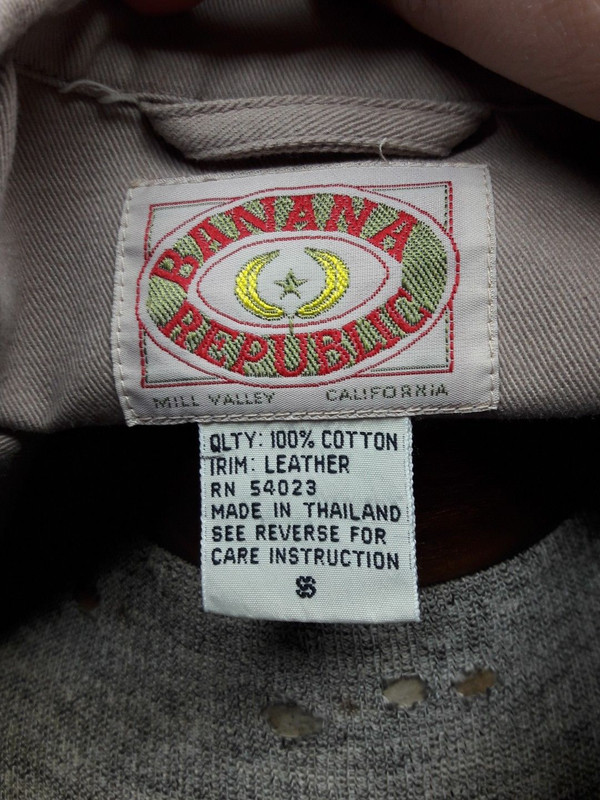 BANANA
REPUBLIC
MILL VALLEY CALIFORNIA
QLTY: 100% COTTON
TRIM: LEATHER
RN 54023
MADE IN THAILAND
SEE REVERSE FOR
CARE INSTRUCTION
S